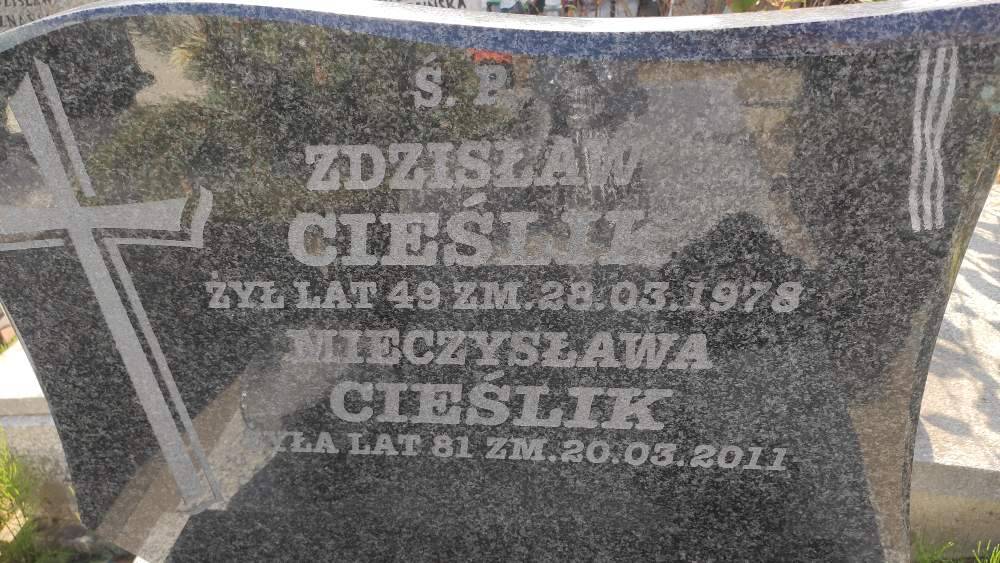 Ś. P.
ZDZISŁAW
CIEŚLIK
ŻYŁ LAT 49 ZM.28.03.1978
MIECZYSŁAWA
CIEŚLIK
ŻYŁA LAT 81 ZM.20.03.2011